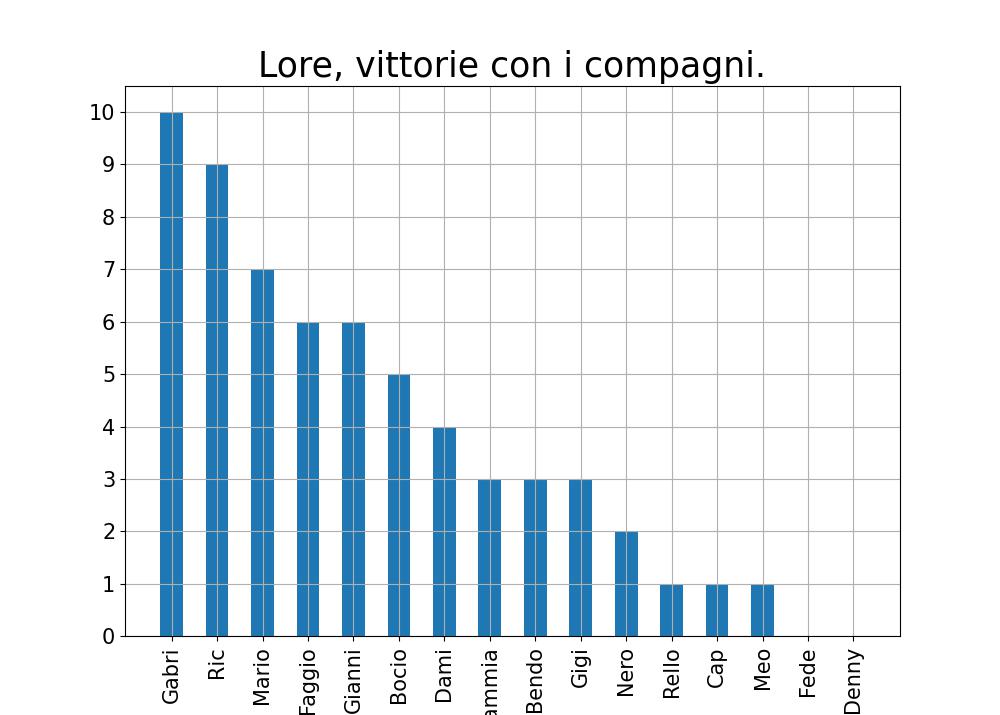 Lore, vittorie con i compagni.
10
9
8
7
6
5
4
3
2
1
0
Gabri
Ric
Mario
Faggio
Gianni
Bocio
Dami
ammia
Bendo
Gigi
Nero
Rello
Cap
Meo
Fede
Denny